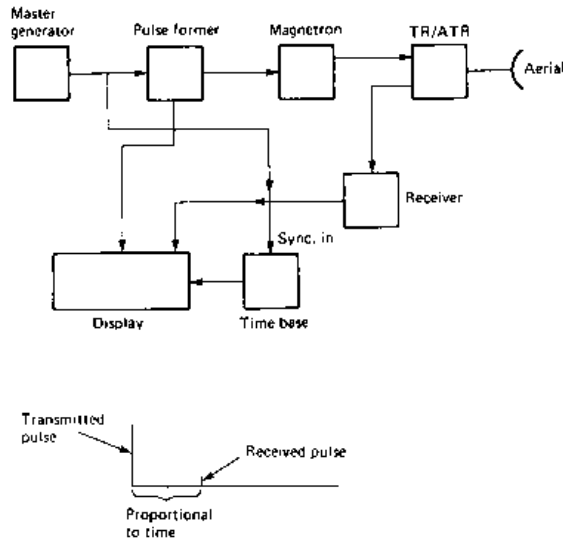 Master
generator
Pulse former
Magnetron
TR/ATR
Aerial
Receiver
Sync. in
Display
Time base
Transmitted
pulse
Received pulse
Proportional
to time